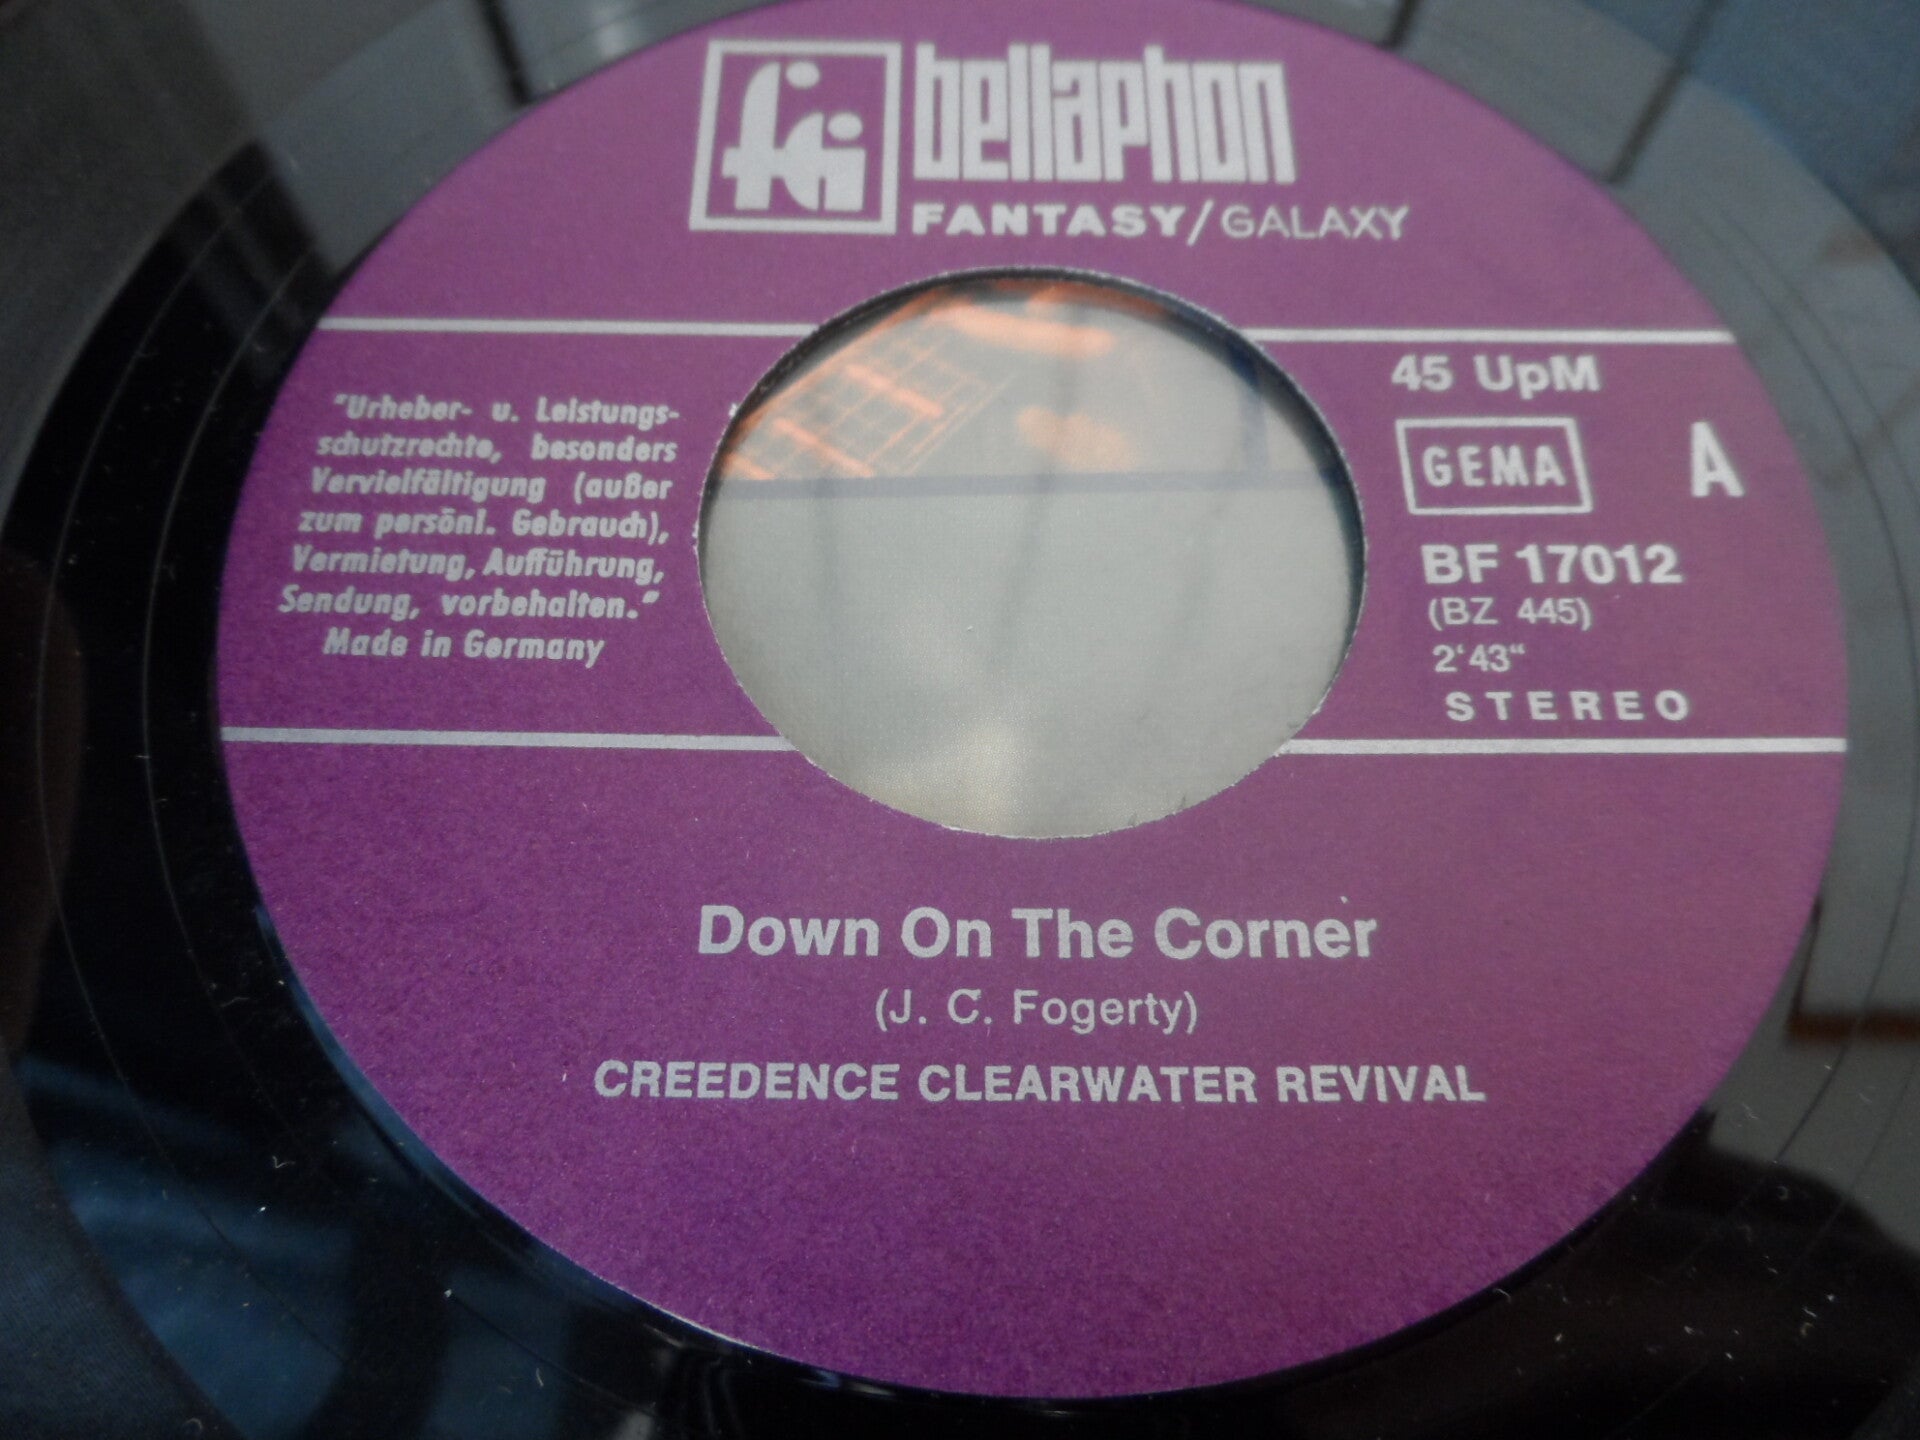 bellaphon
FANTASY/GALAXY
"Urheber- u. Leistungs-
schutzrechte, besonders
Vervielfältigung (außer
zum persönl. Gebrauch),
Vermietung, Aufführung,
Sendung, vorbehalten."
Made in Germany
45 UpM
GEMA
A
BF 17012
(BZ 445)
2'43"
STEREO
Down On The Corner
(J. C. Fogerty)
CREEDENCE CLEARWATER REVIVAL